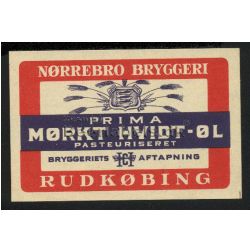 NØRREBRO BRYGGERI
PRIMA
MØRKT HVIDT-ØL
PASTEURISERET
BRYGGERIETS AFTAPNING
RUDKØBING